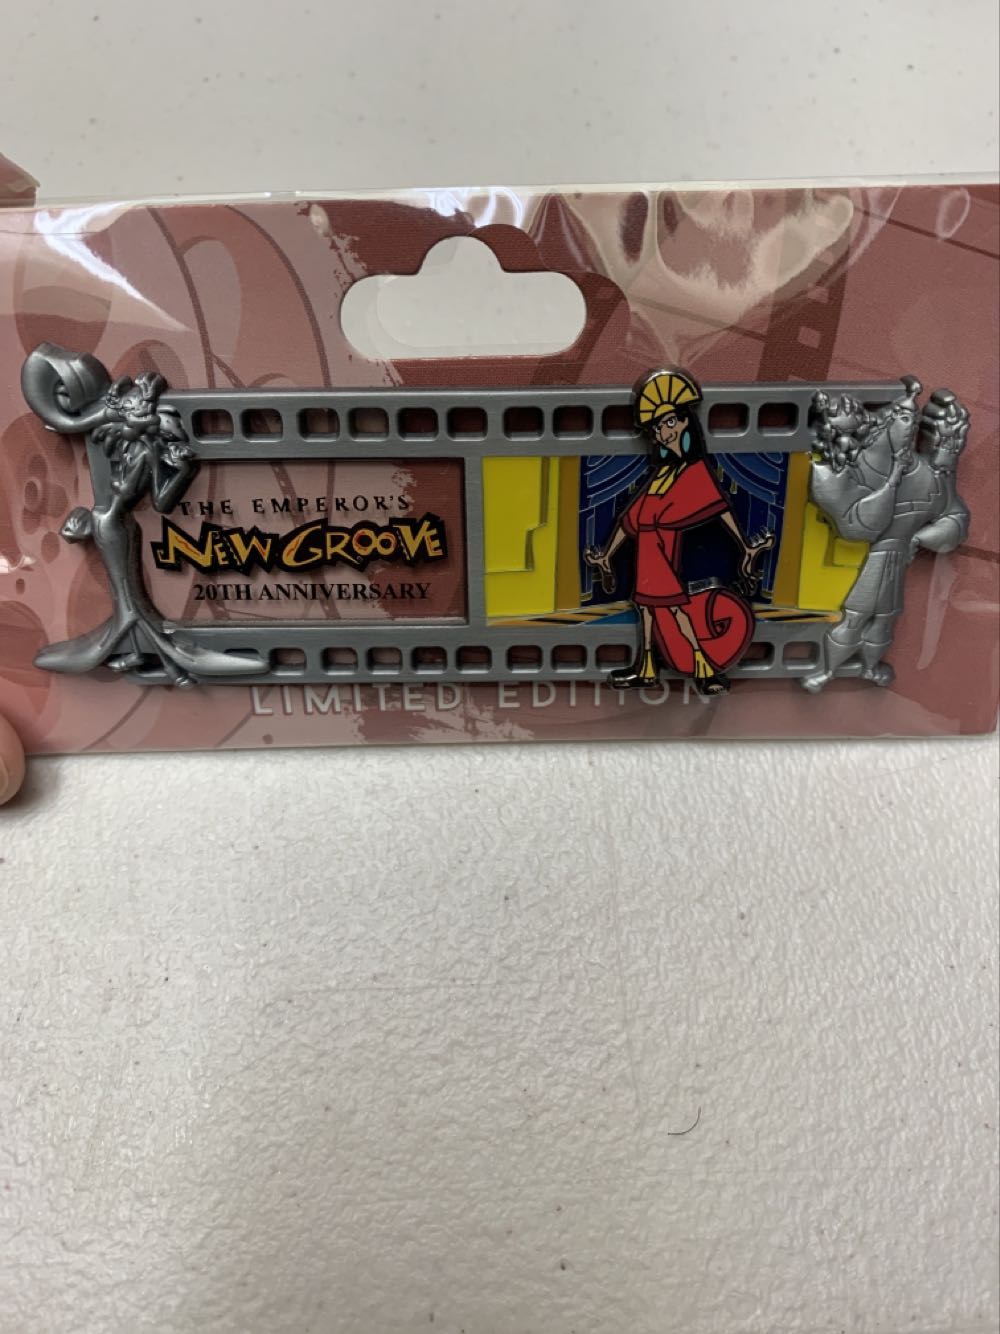 THE EMPEROR'S
NEW GROOVE
20TH ANNIVERSARY
LIMITED EDITION